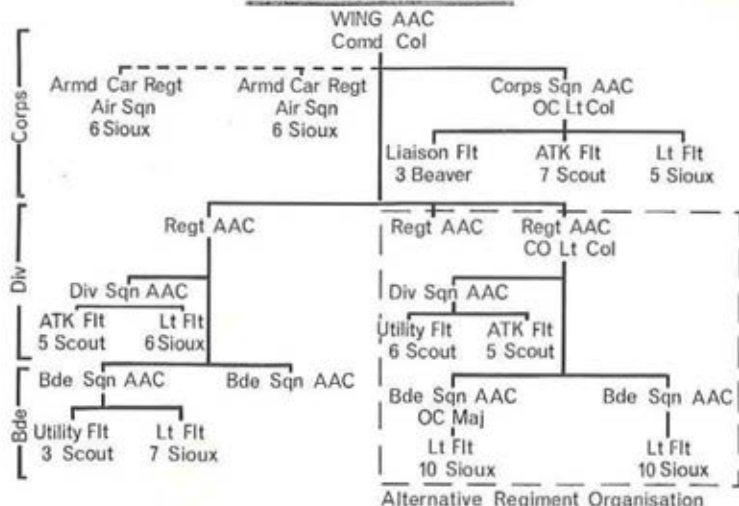 WING AAC
Comd Col
Corps
Armd Car Regt
Air Sqn
6 Sioux
Armd Car Regt
Air Sqn
6 Sioux
Corps Sqn AAC
OC Lt Col
Liaison Flt
3 Beaver
ATK Flt
7 Scout
Lt Flt
5 Sioux
Div
Regt AAC
Regt AAC
Regt AAC
CO Lt Col
Div Sqn AAC
ATK Flt
5 Scout
Lt Flt
6 Sioux
Div Sqn AAC
Utility Flt
6 Scout
ATK Flt
5 Scout
Bde
Bde Sqn AAC
Bde Sqn AAC
Utility Flt
3 Scout
Lt Flt
7 Sioux
Bde Sqn AAC
OC Maj
Lt Flt
10 Sioux
Bde Sqn AAC
Lt Flt
10 Sioux
Alternative Regiment Organisation